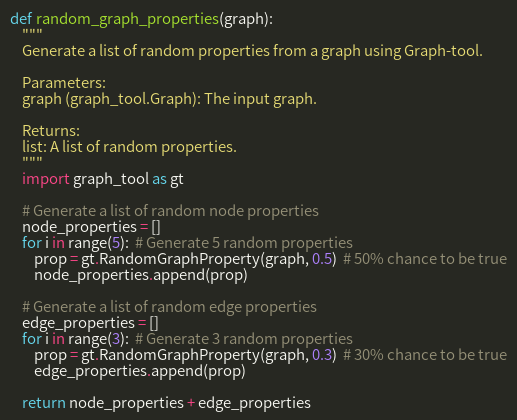 def random_graph_properties(graph):
    """
    Generate a list of random properties from a graph using Graph-tool.

    Parameters:
    graph (graph_tool.Graph): The input graph.

    Returns:
    list: A list of random properties.
    """
    import graph_tool as gt

    # Generate a list of random node properties
    node_properties = []
    for i in range(5):  # Generate 5 random properties
        prop = gt.RandomGraphProperty(graph, 0.5)  # 50% chance to be true
        node_properties.append(prop)

    # Generate a list of random edge properties
    edge_properties = []
    for i in range(3):  # Generate 3 random properties
        prop = gt.RandomGraphProperty(graph, 0.3)  # 30% chance to be true
        edge_properties.append(prop)

    return node_properties + edge_properties